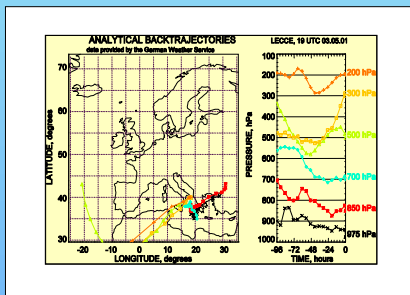 ANALYTICAL BACKTRAJECTORIES
data provided by the German Weather Service
LECCE, 19 UTC 03.05.01
LATITUDE, degrees
70
60
50
40
30
-20
-10
0
10
20
30
LONGITUDE, degrees
PRESSURE, hPa
100
200
300
400
500
600
700
800
900
1000
-96
-72
-48
-24
0
TIME, hours
200 hPa
300 hPa
500 hPa
700 hPa
850 hPa
975 hPa